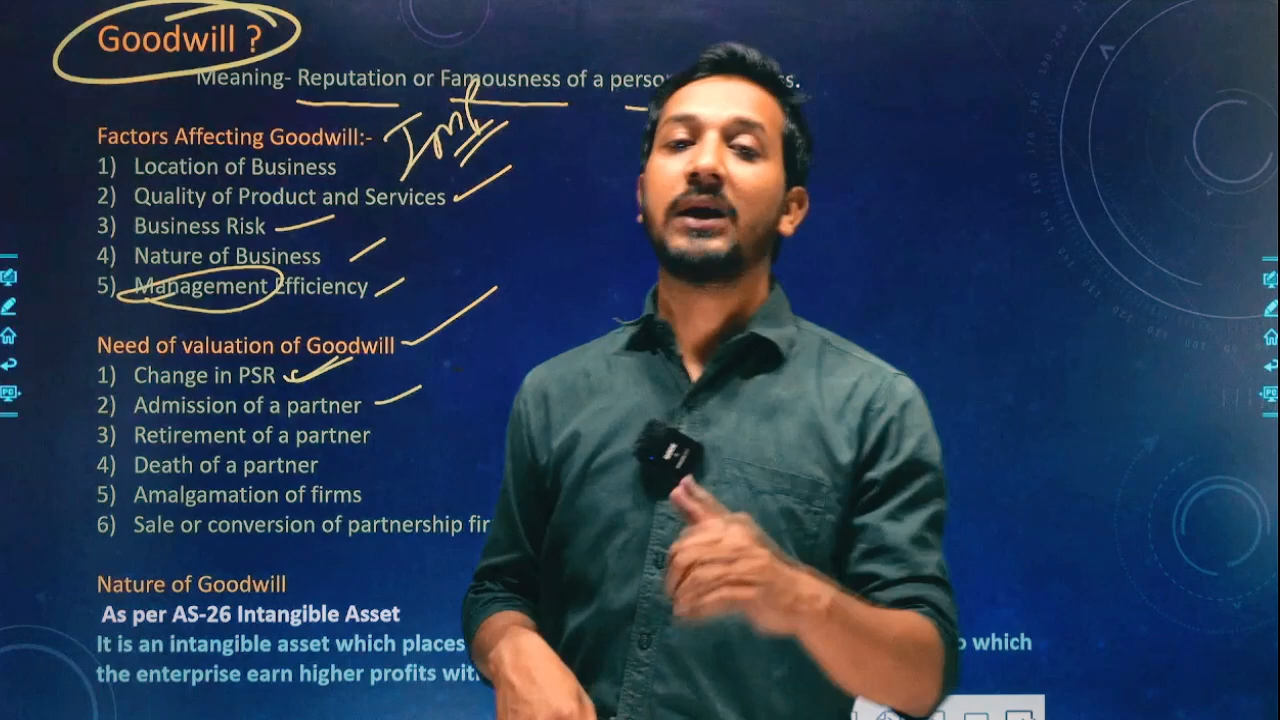 Goodwill ?
Meaning- Reputation or Famousness of a
Factors Affecting Goodwill:- Imp
1) Location of Business
2) Quality of Product and Services
3) Business Risk
4) Nature of Business
5) Management Efficiency
Need of valuation of Goodwill
1) Change in PSR
2) Admission of a partner
3) Retirement of a partner
4) Death of a partner
5) Amalgamation of firms
6) Sale or conversion of partnership
Nature of Goodwill
As per AS-26 Intangible Asset
It is an intangible asset which places which
the enterprise earn higher profits